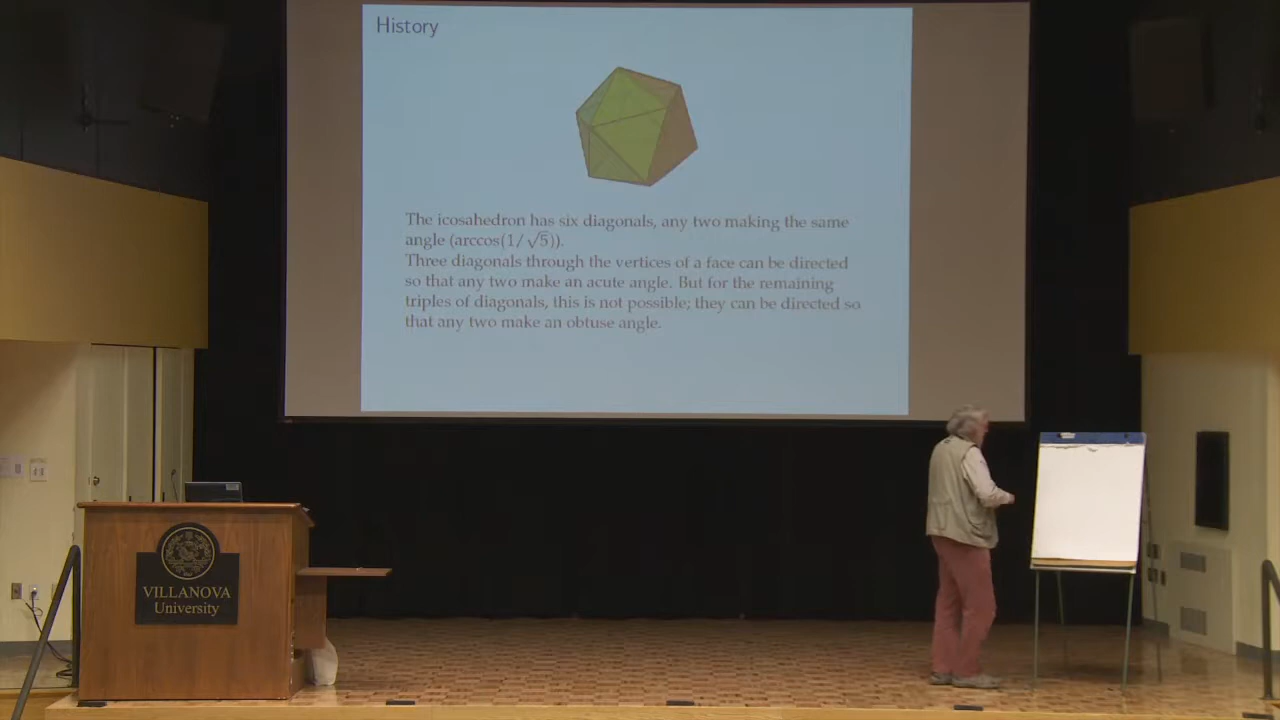 History
The icosahedron has six diagonals, any two making the same
angle (arccos(1/√5)).
Three diagonals through the vertices of a face can be directed
so that any two make an acute angle. But for the remaining
triples of diagonals, this is not possible; they can be directed so
that any two make an obtuse angle.
VILLANOVA
University